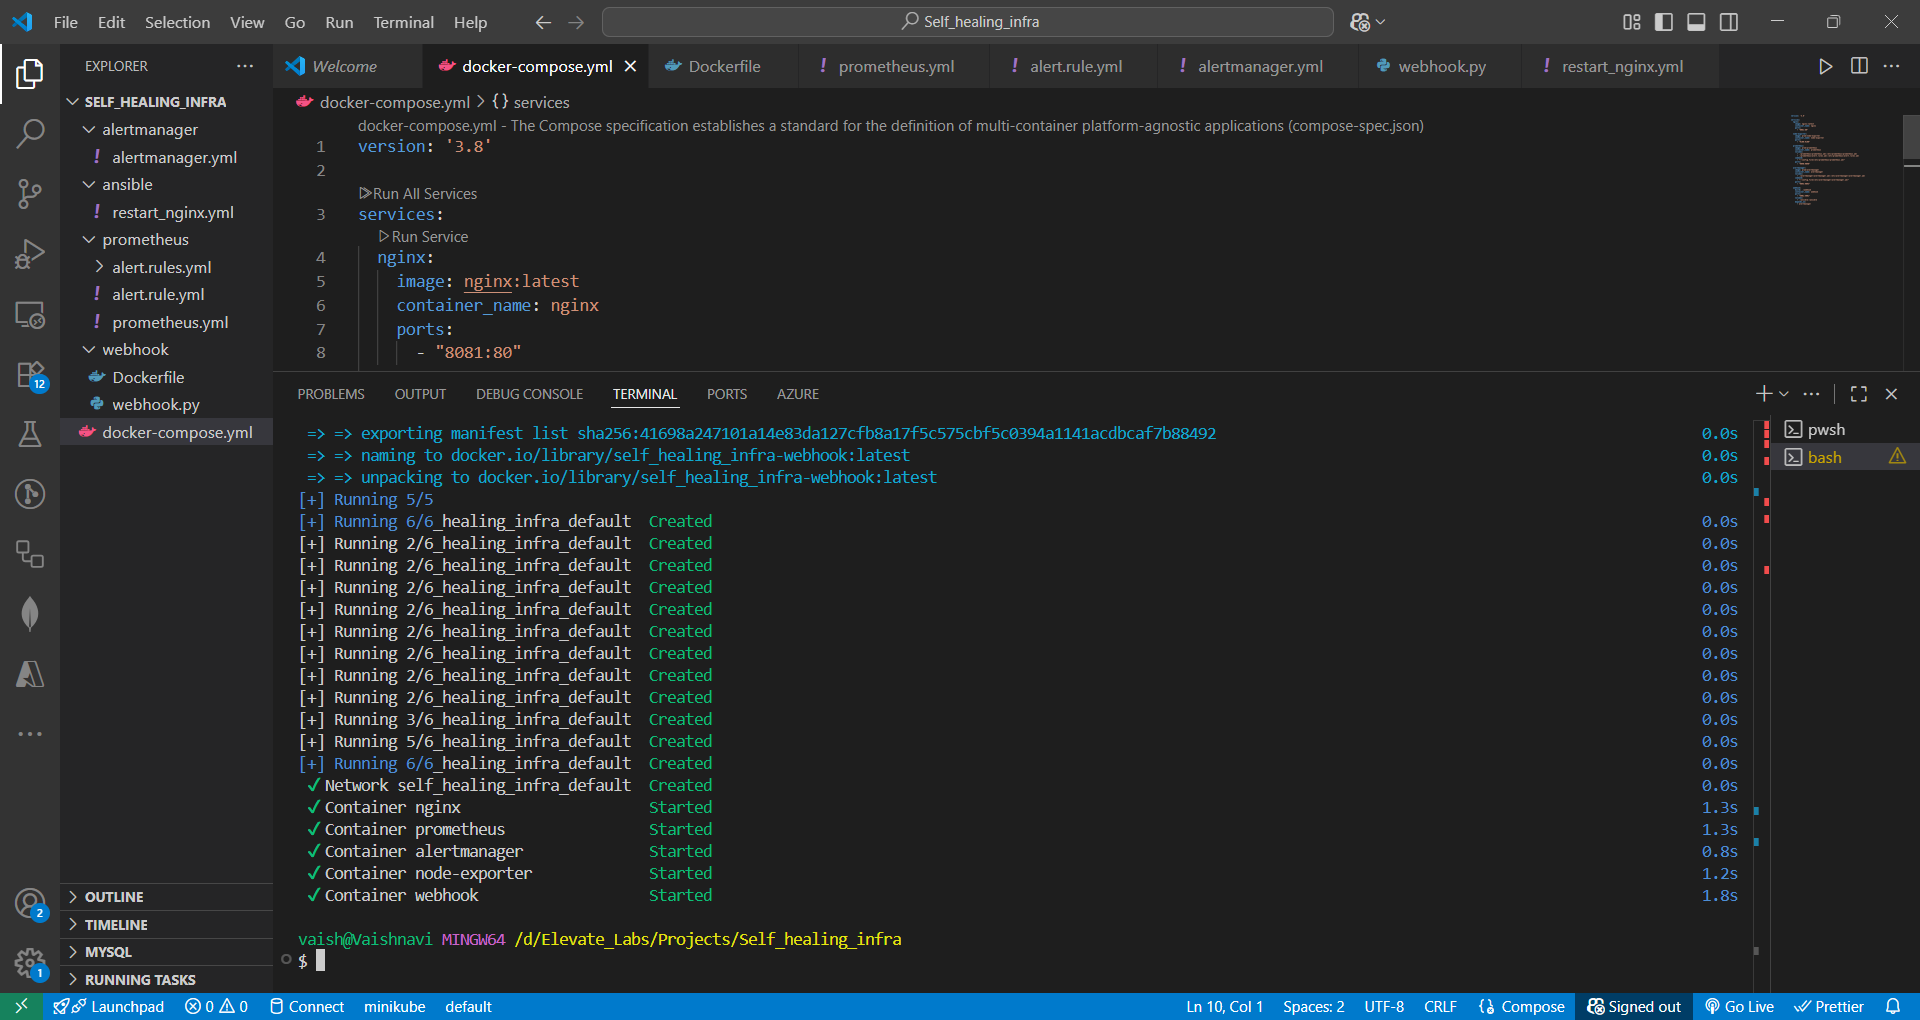 File Edit Selection View Go Run Terminal Help
Self_healing_infra
EXPLORER
Welcome
docker-compose.yml
Dockerfile
prometheus.yml
alert.rule.yml
alertmanager.yml
webhook.py
restart_nginx.yml
SELF_HEALING_INFRA
alertmanager
alertmanager.yml
ansible
restart_nginx.yml
prometheus
alert.rules.yml
alert.rule.yml
prometheus.yml
webhook
Dockerfile
webhook.py
docker-compose.yml
OUTLINE
TIMELINE
MYSQL
RUNNING TASKS
12
2
1
docker-compose.yml > {} services
docker-compose.yml - The Compose specification establishes a standard for the definition of multi-container platform-agnostic applications (compose-spec.json)
1 version: '3.8'
2
Run All Services
3 services:
Run Service
4 nginx:
5 image: nginx:latest
6 container_name: nginx
7 ports:
8 - "8081:80"
PROBLEMS OUTPUT DEBUG CONSOLE TERMINAL PORTS AZURE
=> => exporting manifest list sha256:41698a247101a14e83da127cfb8a17f5c575cbf5c0394a1141acdbcaf7b88492 0.0s
=> => naming to docker.io/library/self_healing_infra-webhook:latest 0.0s
=> => unpacking to docker.io/library/self_healing_infra-webhook:latest 0.0s
[+] Running 5/5
[+] Running 6/6_healing_infra_default Created 0.0s
[+] Running 2/6_healing_infra_default Created 0.0s
[+] Running 2/6_healing_infra_default Created 0.0s
[+] Running 2/6_healing_infra_default Created 0.0s
[+] Running 2/6_healing_infra_default Created 0.0s
[+] Running 2/6_healing_infra_default Created 0.0s
[+] Running 2/6_healing_infra_default Created 0.0s
[+] Running 2/6_healing_infra_default Created 0.0s
[+] Running 2/6_healing_infra_default Created 0.0s
[+] Running 3/6_healing_infra_default Created 0.0s
[+] Running 5/6_healing_infra_default Created 0.0s
[+] Running 6/6_healing_infra_default Created 0.0s
✓ Network self_healing_infra_default Created 0.0s
✓ Container nginx Started 1.3s
✓ Container prometheus Started 1.3s
✓ Container alertmanager Started 0.8s
✓ Container node-exporter Started 1.2s
✓ Container webhook Started 1.8s
vaish@Vaishnavi MINGW64 /d/Elevate_Labs/Projects/Self_healing_infra
$
pwsh
bash
Launchpad 0 0 Connect minikube default Ln 10, Col 1 Spaces: 2 UTF-8 CRLF {} Compose Signed out Go Live Prettier